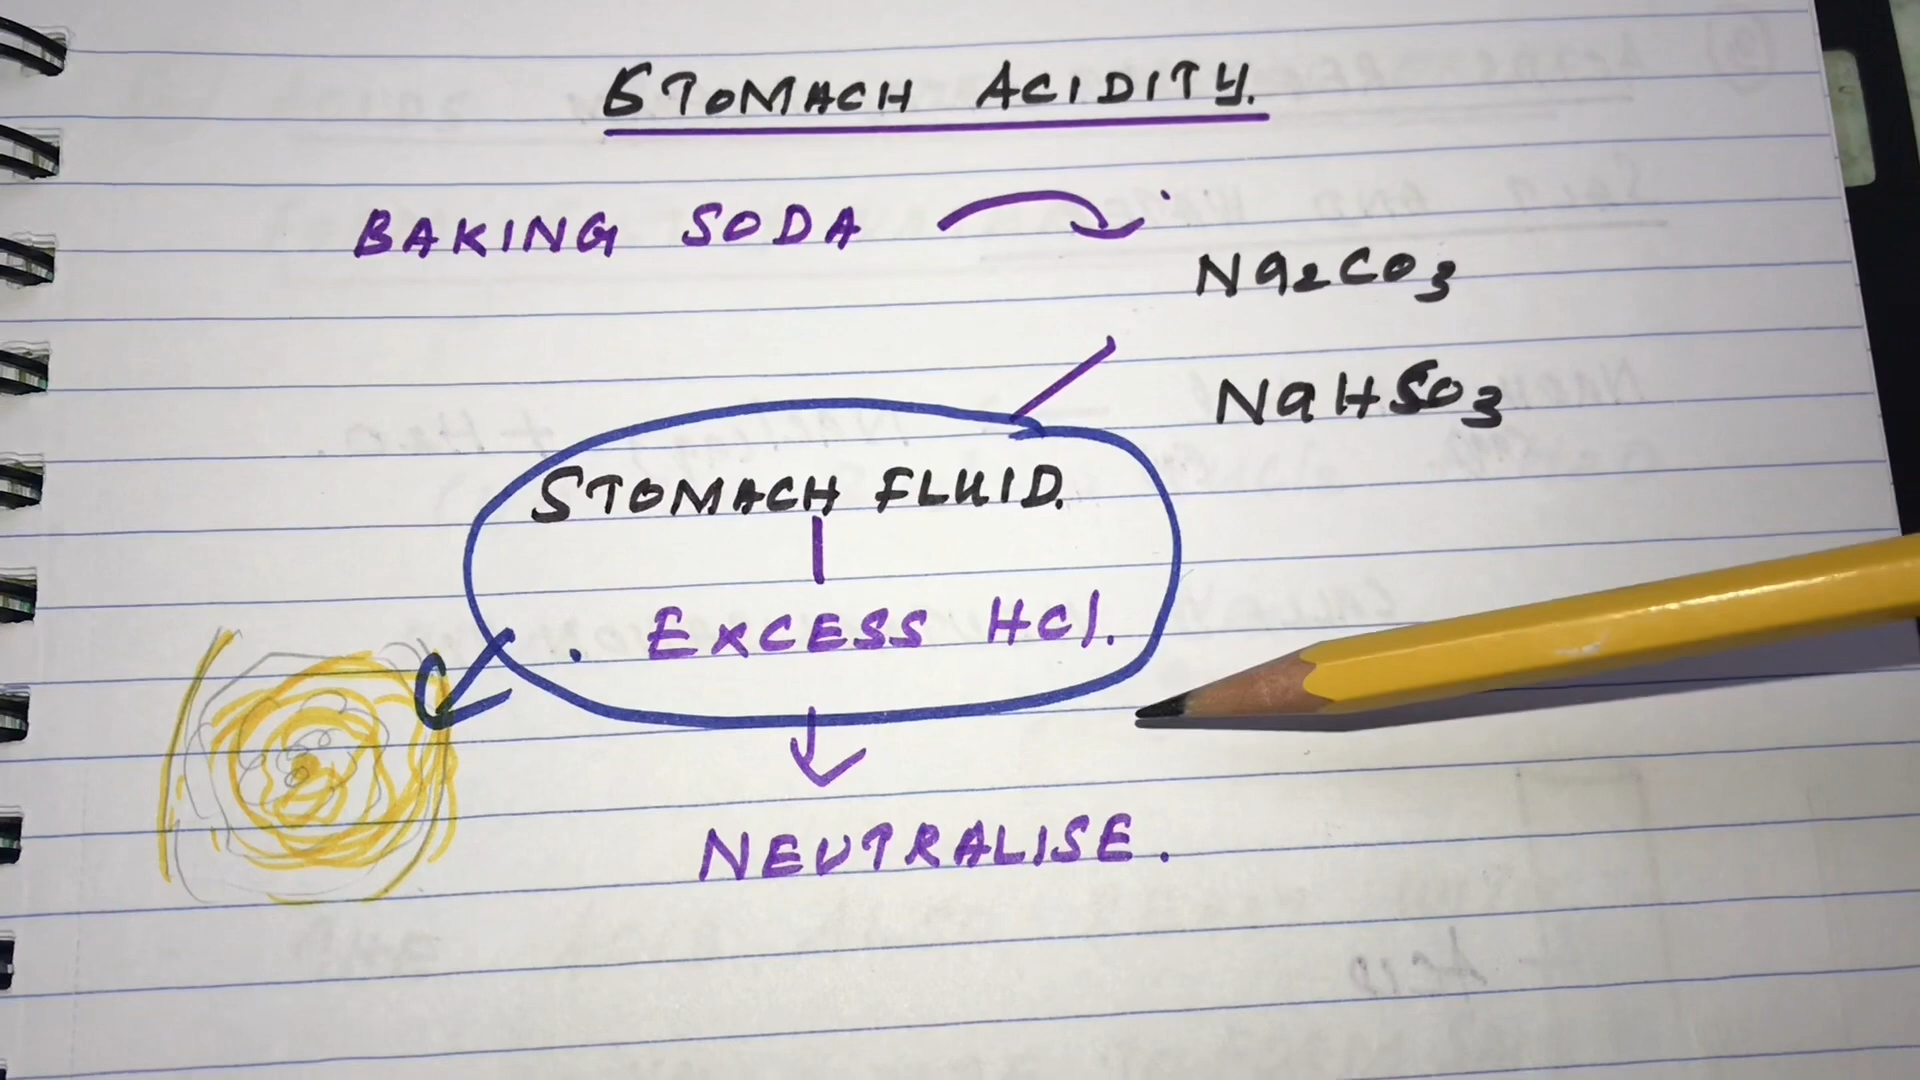 STOMACH ACIDITY.
BAKING SODA
Na2CO3
NaHSO3
STOMACH FLUID.
. EXCESS HCl.
NEUTRALISE.